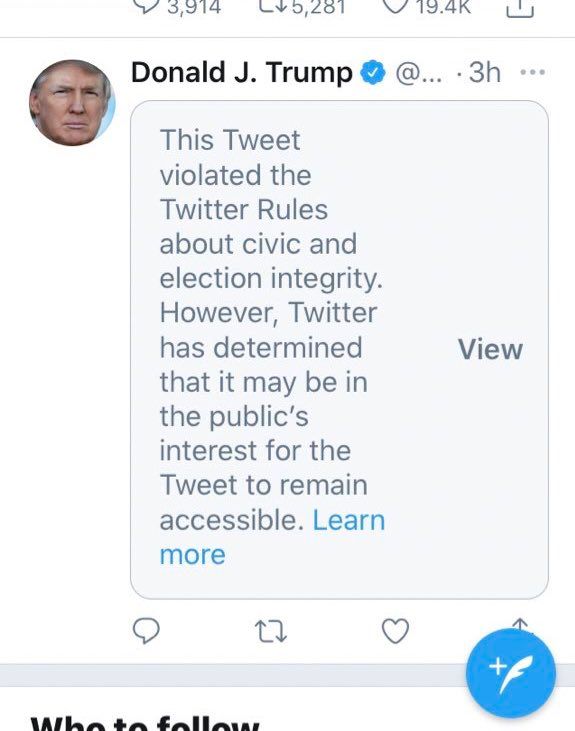 3,914 5,281 19.4K
Donald J. Trump @... · 3h ...
This Tweet
violated the
Twitter Rules
about civic and
election integrity.
However, Twitter
has determined
that it may be in
the public’s
interest for the
Tweet to remain
accessible. Learn
more
View
Who to follow